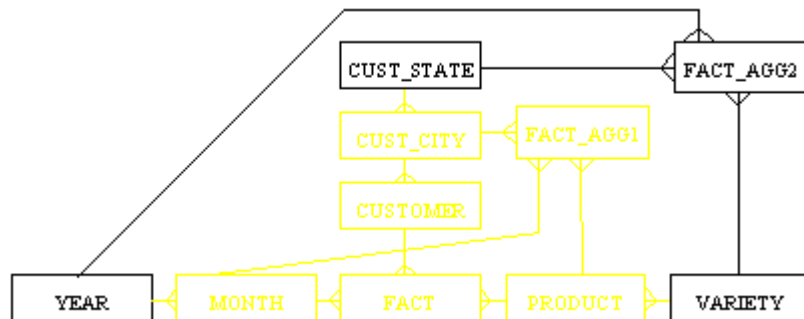 CUST_STATE
FACT_AGG2
CUST_CITY
FACT_AGG1
CUSTOMER
YEAR
MONTH
FACT
PRODUCT
VARIETY